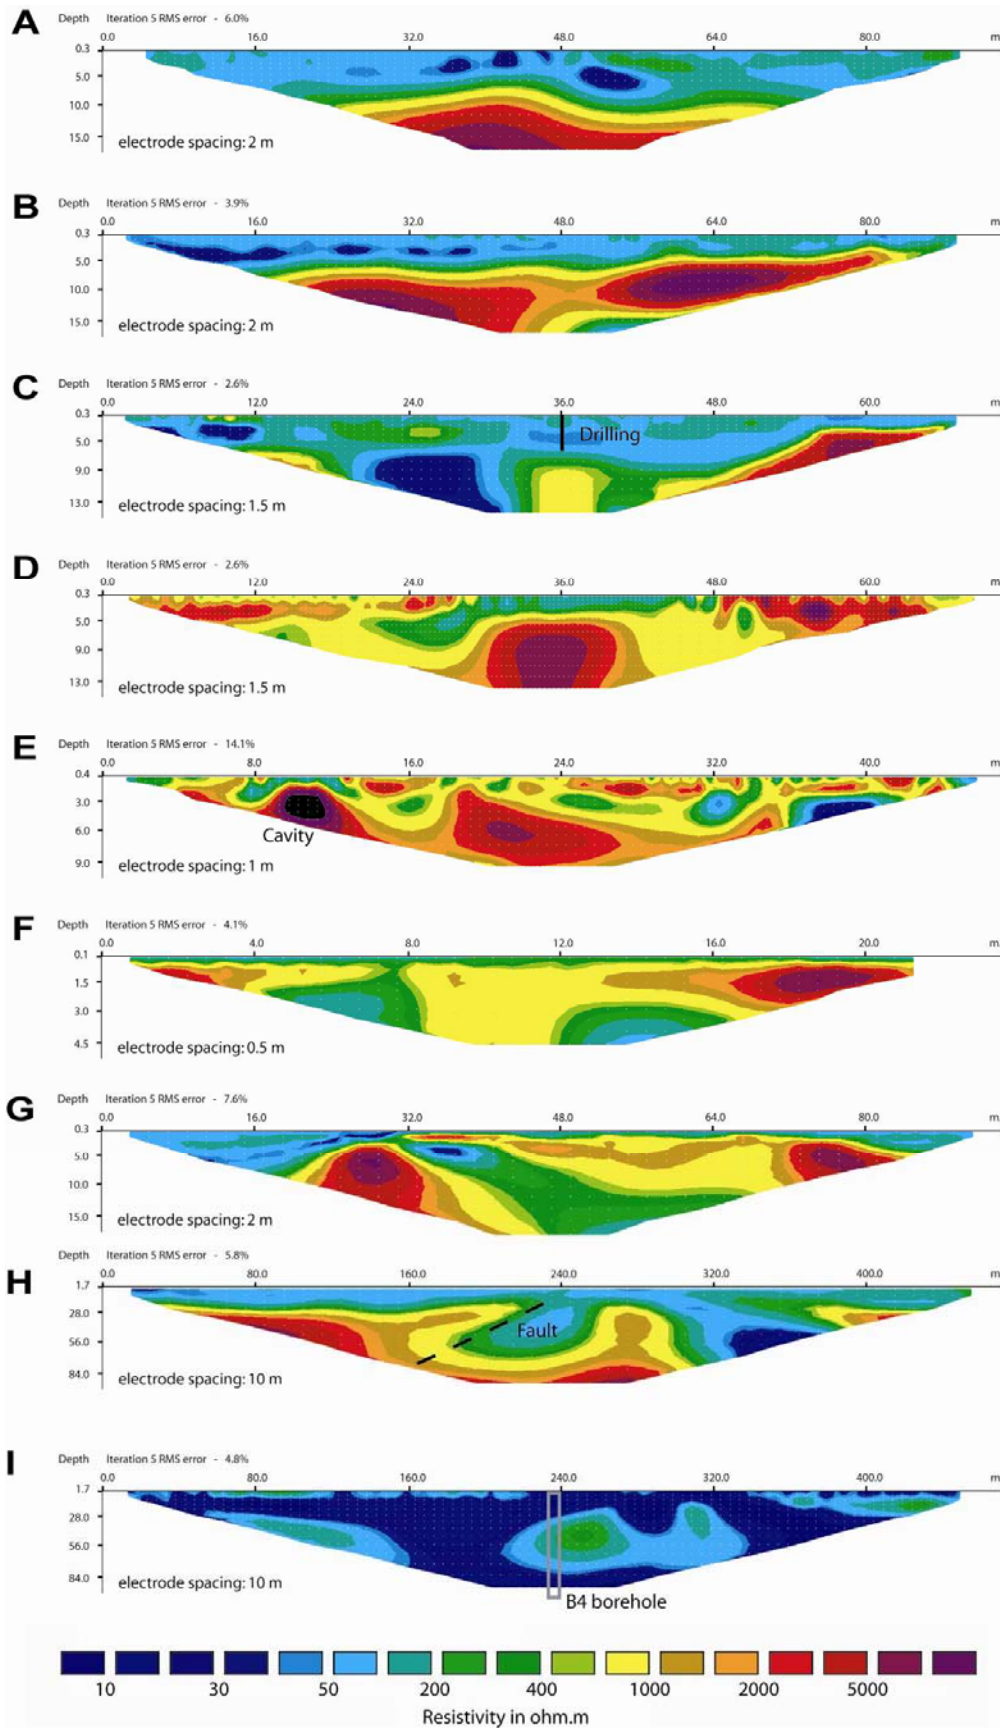 A
Depth Iteration 5 RMS error - 6.0%
0.0 16.0 32.0 48.0 64.0 80.0 m
0.3
5.0
10.0
15.0
electrode spacing: 2 m
B
Depth Iteration 5 RMS error - 3.9%
0.0 16.0 32.0 48.0 64.0 80.0 m
0.3
5.0
10.0
15.0
electrode spacing: 2 m
C
Depth Iteration 5 RMS error - 2.6%
0.0 12.0 24.0 36.0 48.0 60.0 m
0.3
5.0 Drilling
9.0
13.0
electrode spacing: 1.5 m
D
Depth Iteration 5 RMS error - 2.6%
0.0 12.0 24.0 36.0 48.0 60.0 m
0.3
5.0
9.0
13.0
electrode spacing: 1.5 m
E
Depth Iteration 5 RMS error - 14.1%
0.0 8.0 16.0 24.0 32.0 40.0 m
0.4
3.0
6.0 Cavity
9.0
electrode spacing: 1 m
F
Depth Iteration 5 RMS error - 4.1%
0.0 4.0 8.0 12.0 16.0 20.0 m.
0.1
1.5
3.0
4.5
electrode spacing: 0.5 m
G
Depth Iteration 5 RMS error - 7.6%
0.0 16.0 32.0 48.0 64.0 80.0 m
0.3
5.0
10.0
15.0
electrode spacing: 2 m
H
Depth Iteration 5 RMS error - 5.8%
0.0 80.0 160.0 240.0 320.0 400.0 m
1.7
28.0
Fault
56.0
84.0
electrode spacing: 10 m
I
Depth Iteration 5 RMS error - 4.8%
0.0 80.0 160.0 240.0 320.0 400.0 m
1.7
28.0
56.0
84.0
electrode spacing: 10 m
B4 borehole
10 30 50 200 400 1000 2000 5000
Resistivity in ohm.m